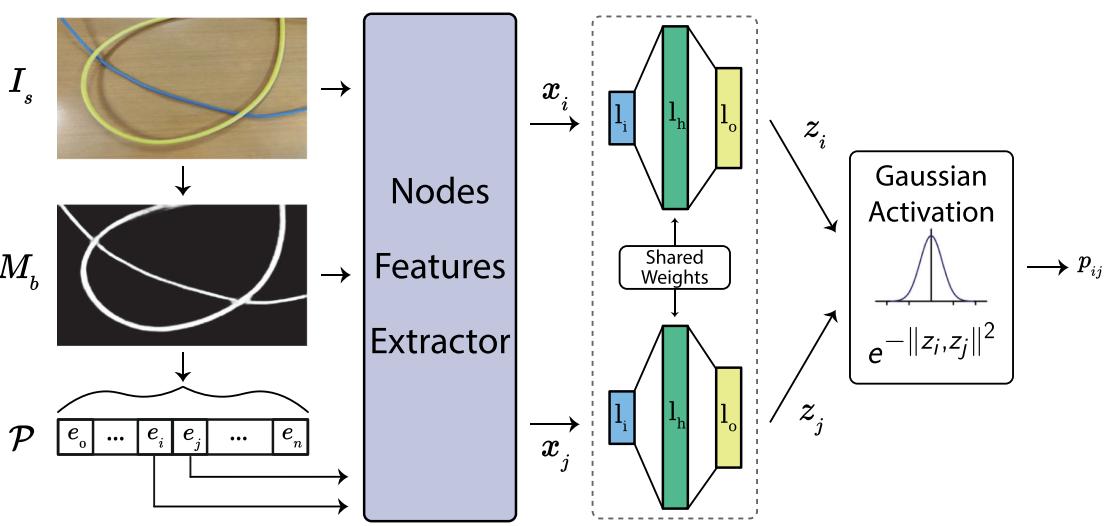 I_s
M_b
P
e_o ... e_i e_j ... e_n
Nodes
Features
Extractor
x_i
x_j
l_i l_h l_o
Shared
Weights
l_i l_h l_o
z_i
z_j
Gaussian
Activation
e^{-||z_i,z_j||^2}
p_{ij}